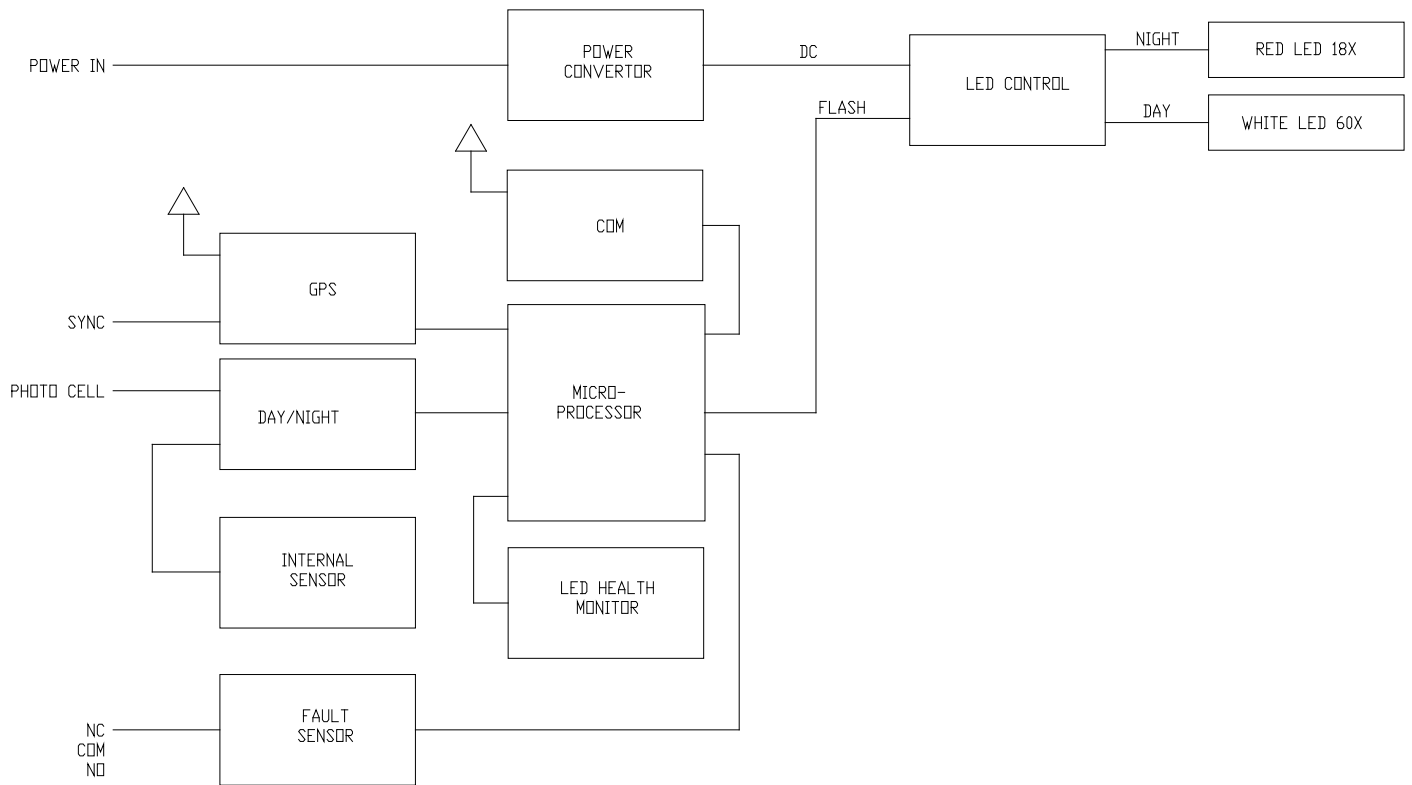 POWER IN
POWER
CONVERTOR
DC
FLASH
LED CONTROL
NIGHT
DAY
RED LED 18X
WHITE LED 60X
COM
GPS
SYNC
PHOTO CELL
DAY/NIGHT
MICRO-
PROCESSOR
INTERNAL
SENSOR
LED HEALTH
MONITOR
FAULT
SENSOR
NC
COM
NO